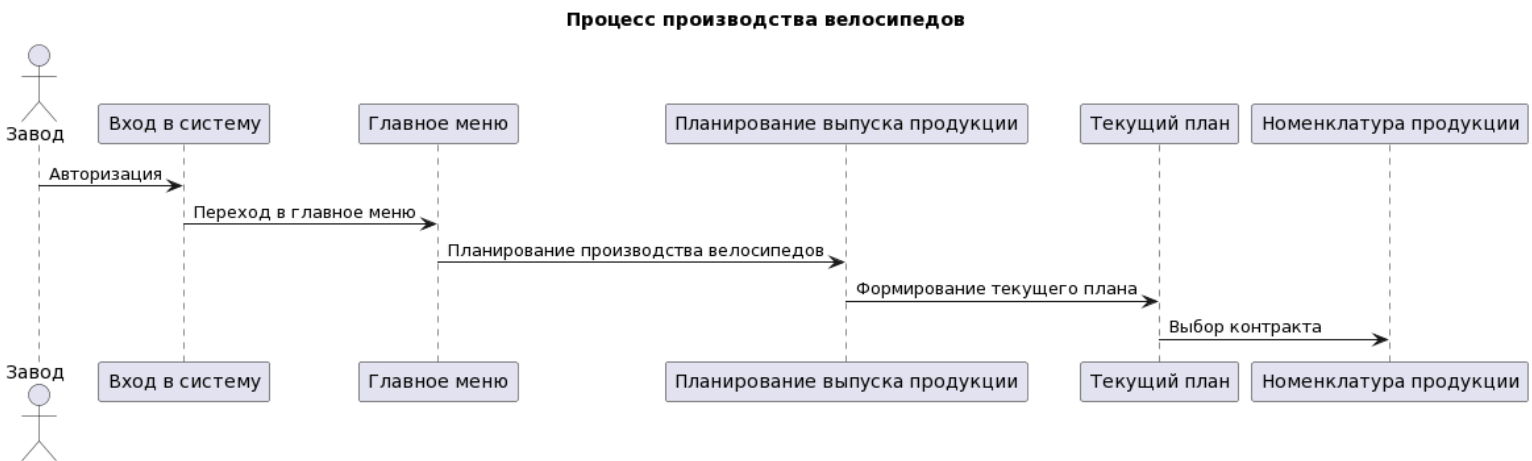 Процесс производства велосипедов
Завод
Вход в систему
Главное меню
Планирование выпуска продукции
Текущий план
Номенклатура продукции
Авторизация
Переход в главное меню
Планирование производства велосипедов
Формирование текущего плана
Выбор контракта
Завод
Вход в систему
Главное меню
Планирование выпуска продукции
Текущий план
Номенклатура продукции